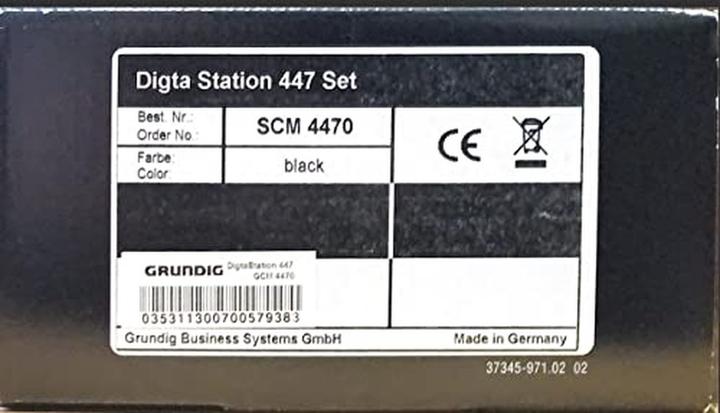 Digta Station 447 Set
Best. Nr.:
Order No.:
SCM 4470
Farbe:
Color:
black
CE
GRUNDIG DigtaStation 447
GCM 4470
035311300700579383
Grundig Business Systems GmbH
Made in Germany
37345-971.02 02